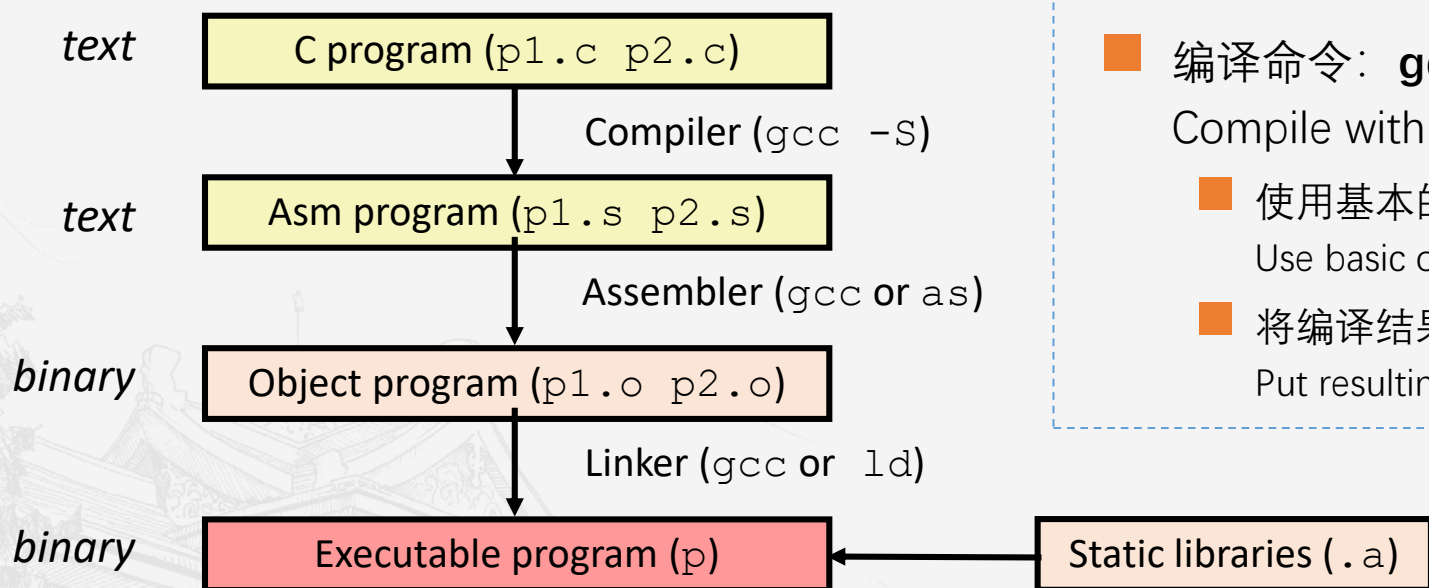 text
C program (p1.c p2.c)
Compiler (gcc -S)
text
Asm program (p1.s p2.s)
Assembler (gcc or as)
binary
Object program (p1.o p2.o)
Linker (gcc or ld)
binary
Executable program (p)
Static libraries (.a)
编译命令：
Compile with
使用基本的
Use basic
将编译结果
Put